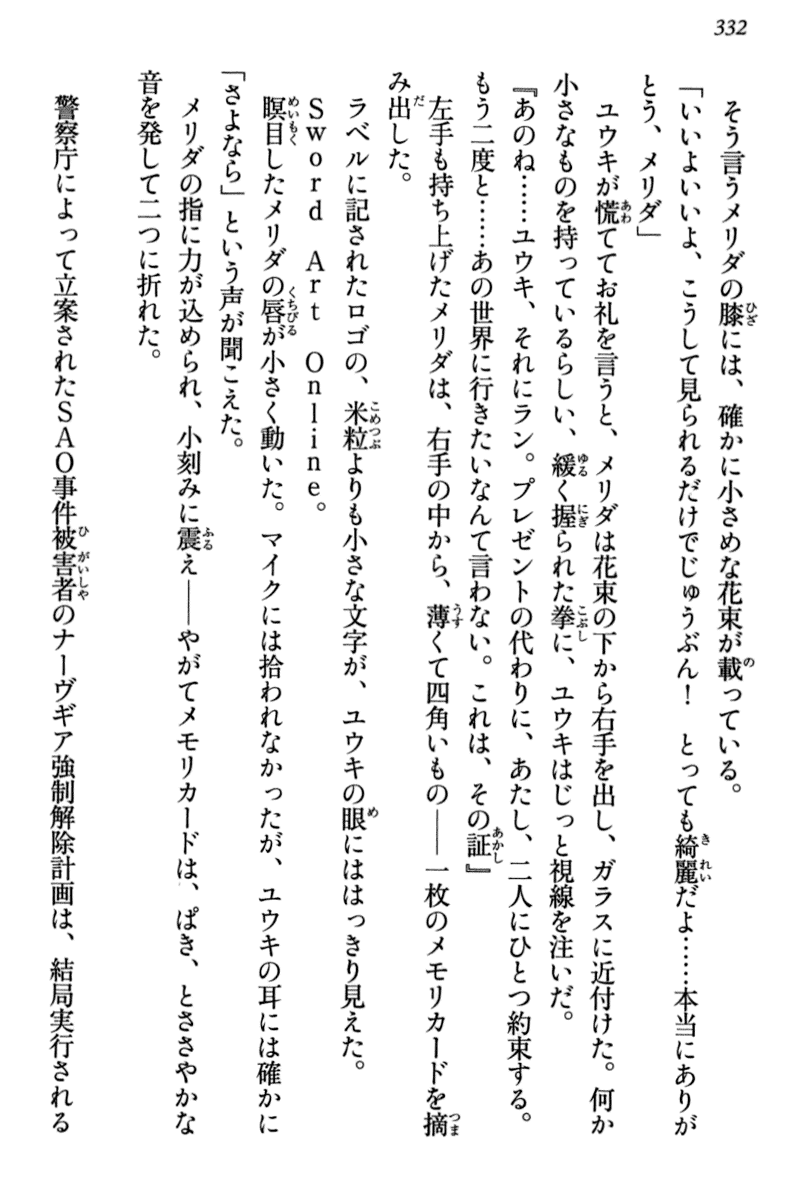 332
そう言うメリダの膝には、確かに小さめな花束が載っている。
「いいよいいよ、こうして見られるだけでじゅうぶん！　とっても綺麗だよ……本当にありが
とう、メリダ」
ユウキが慌ててお礼を言うと、メリダは花束の下から右手を出し、ガラスに近付けた。何か
小さなものを持っているらしい、緩く握られた拳に、ユウキはじっと視線を注いだ。
『あのね……ユウキ、それにラン。プレゼントの代わりに、あたし、二人にひとつ約束する。
もう二度と……あの世界に行きたいなんて言わない。これは、その証』
左手も持ち上げたメリダは、右手の中から、薄くて四角いもの――一枚のメモリカードを摘
み出した。
ラベルに記されたロゴの、米粒よりも小さな文字が、ユウキの眼にははっきり見えた。
Ｓｗｏｒｄ　Ａｒｔ　Ｏｎｌｉｎｅ。
瞑目したメリダの唇が小さく動いた。マイクには拾われなかったが、ユウキの耳には確かに
「さよなら」という声が聞こえた。
メリダの指に力が込められ、小刻みに震え――やがてメモリカードは、ぱき、とささやかな
音を発して二つに折れた。
警察庁によって立案されたＳＡＯ事件被害者のナーヴギア強制解除計画は、結局実行される